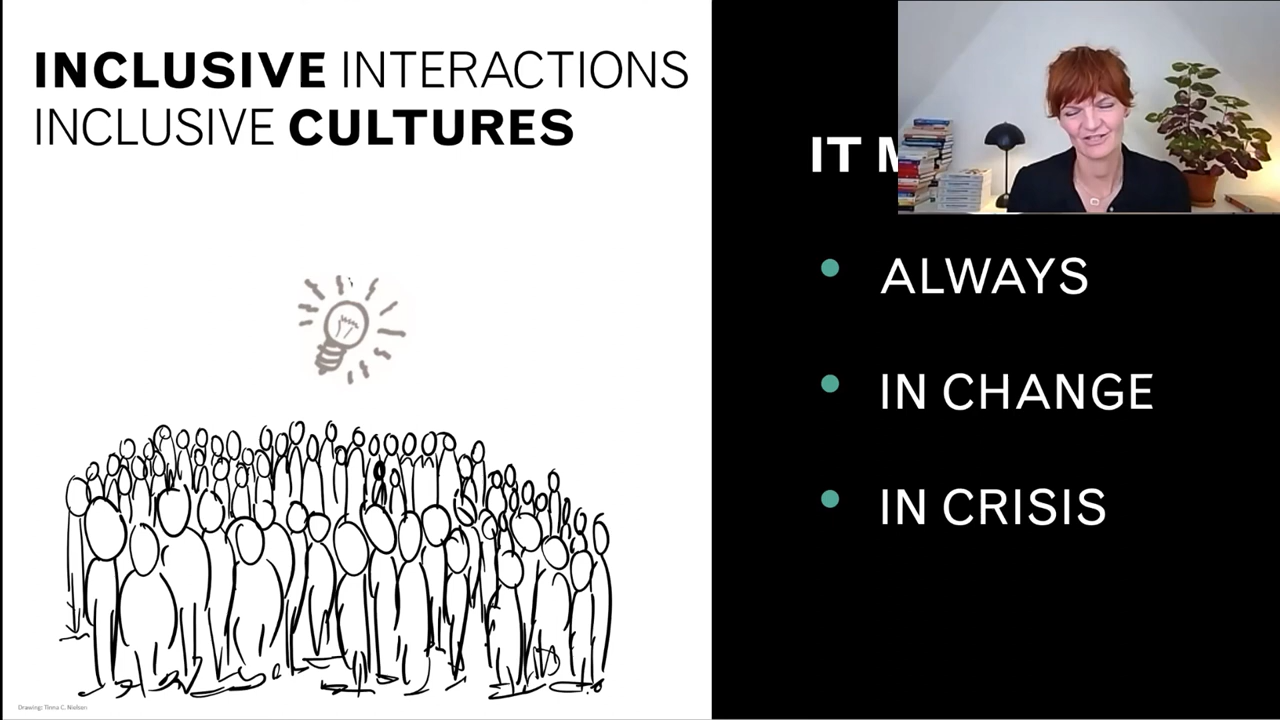 INCLUSIVE INTERACTIONS
INCLUSIVE CULTURES
IT
ALWAYS
IN CHANGE
IN CRISIS
Drawing: Tinna C. Nielsen